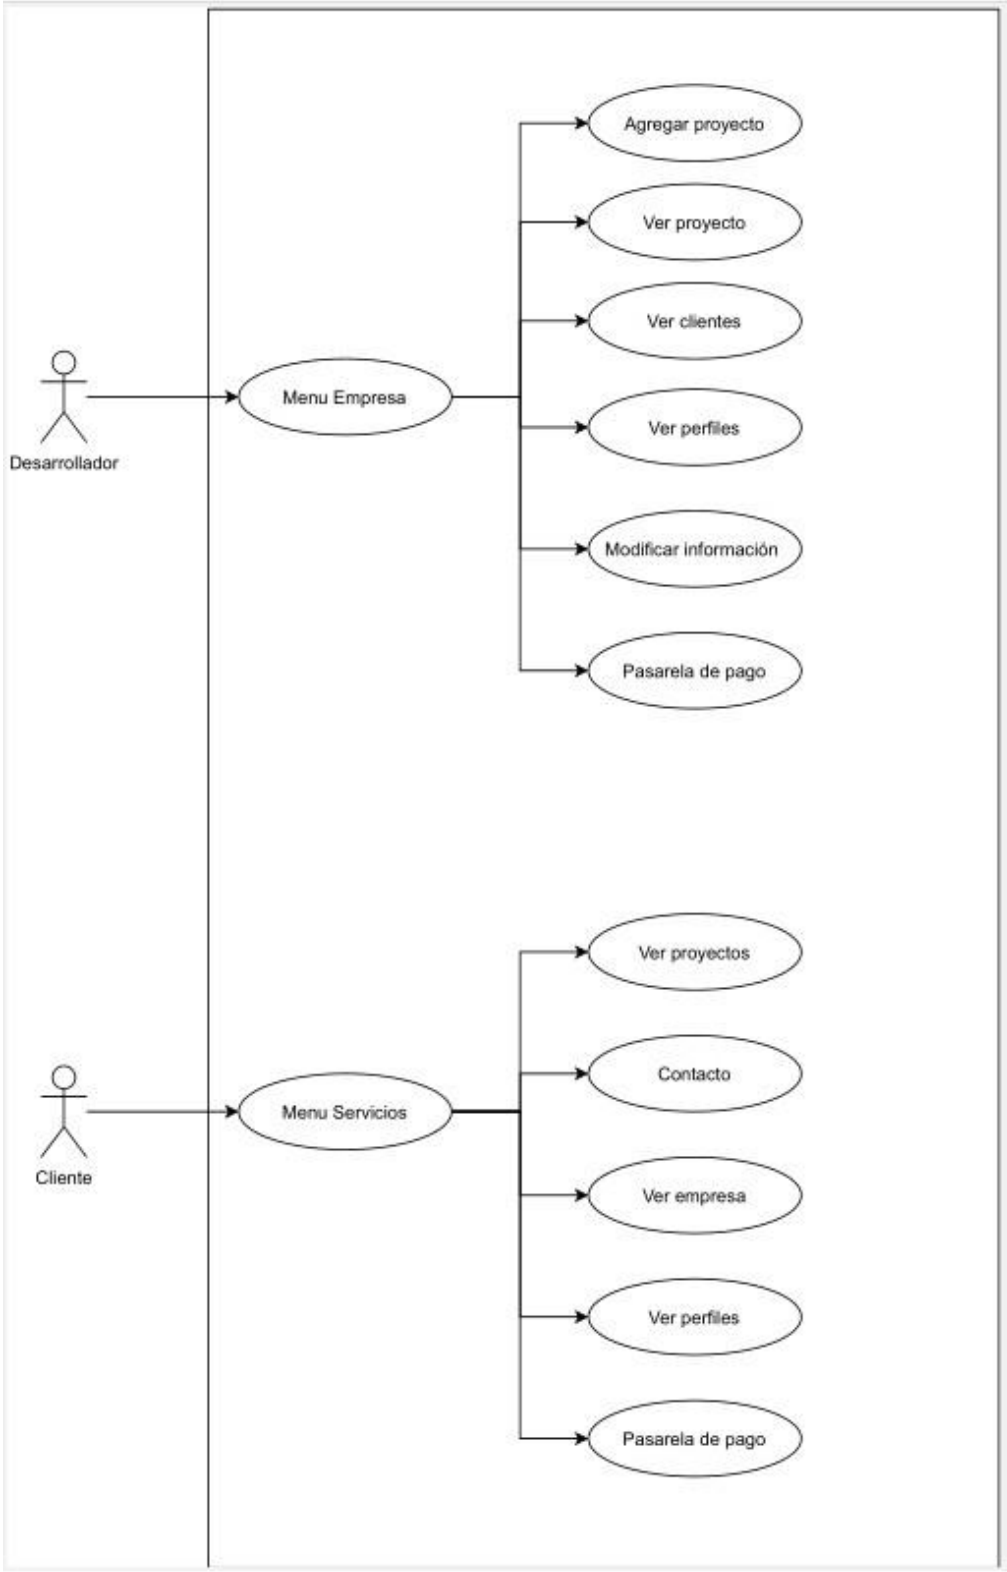 Agregar proyecto
Ver proyecto
Ver clientes
Menu Empresa
Ver perfiles
Desarrollador
Modificar información
Pasarela de pago
Ver proyectos
Contacto
Menu Servicios
Cliente
Ver empresa
Ver perfiles
Pasarela de pago